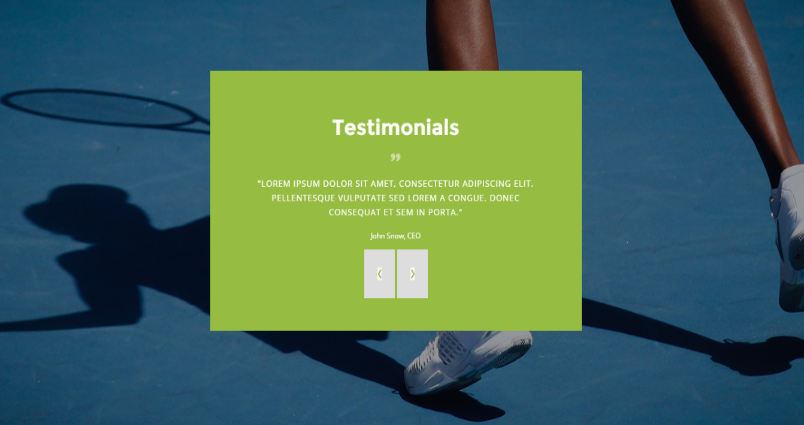 Testimonials
”
"LOREM IPSUM DOLOR SIT AMET, CONSECTETUR ADIPISCING ELIT.
PELLENTESQUE VULPUTATE SED LOREM A CONGUE. DONEC
CONSEQUAT ET SEM IN PORTA."
John Snow, CEO
‹ ›